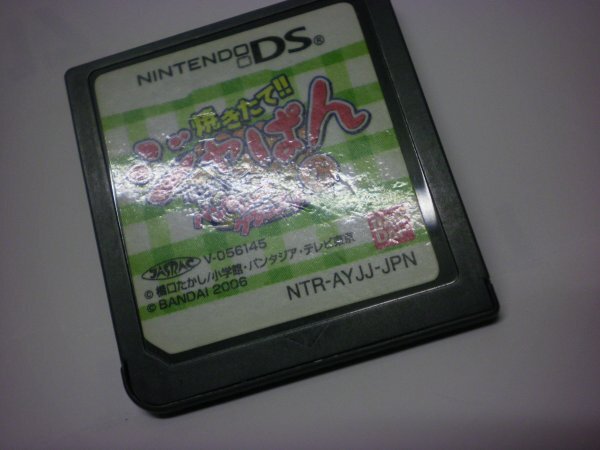 NINTENDO DS®
焼きたて!!
ジャぱん
JASRAC V-056145
©橋口たかし/小学館・パンタジア・テレビ東京
©BANDAI 2006
NTR-AYJJ-JPN